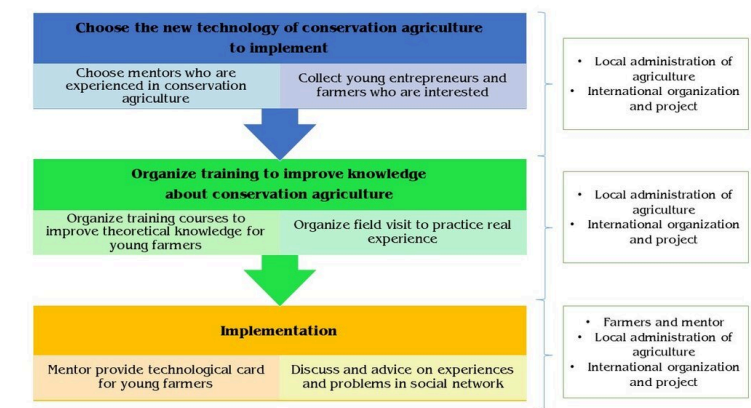 Choose the new technology of conservation agriculture
to implement
Choose mentors who are
experienced in conservation
agriculture
Collect young entrepreneurs and
farmers who are interested
• Local administration of
agriculture
• International organization
and project
Organize training to improve knowledge
about conservation agriculture
Organize training courses to
improve theoretical knowledge for
young farmers
Organize field visit to practice real
experience
• Local administration of
agriculture
• International organization
and project
Implementation
Mentor provide technological card
for young farmers
Discuss and advice on experiences
and problems in social network
• Farmers and mentor
• Local administration of
agriculture
• International organization
and project